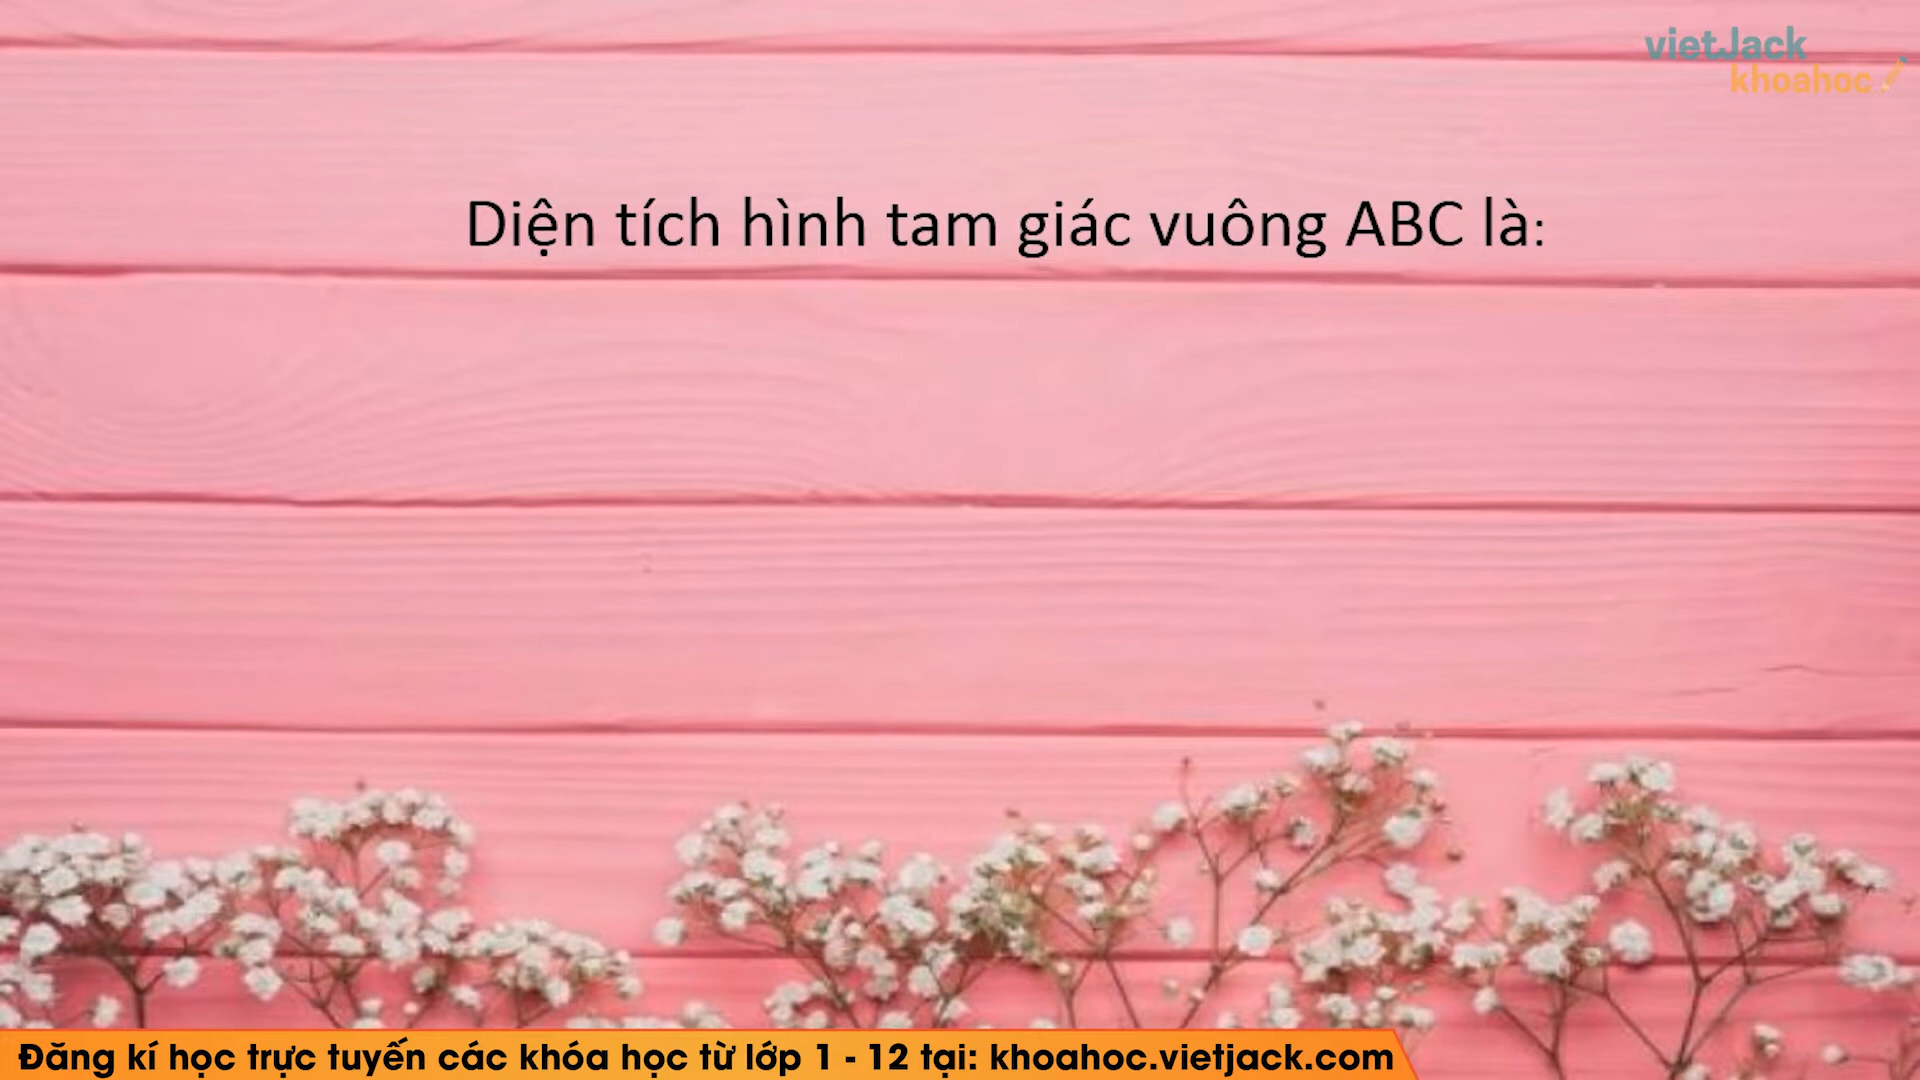 vietJack
khoahoc
Diện tích hình tam giác vuông ABC là:
Đăng kí học trực tuyến các khóa học từ lớp 1 - 12 tại: khoahoc.vietjack.com